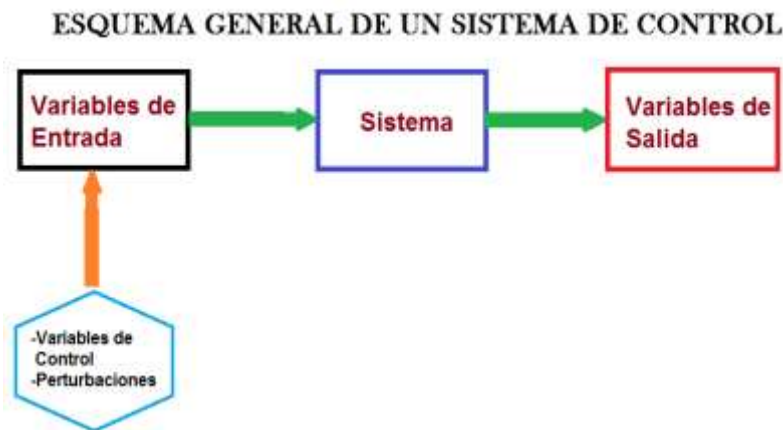 ESQUEMA GENERAL DE UN SISTEMA DE CONTROL
Variables de
Entrada
Sistema
Variables de
Salida
-Variables de
Control
-Perturbaciones